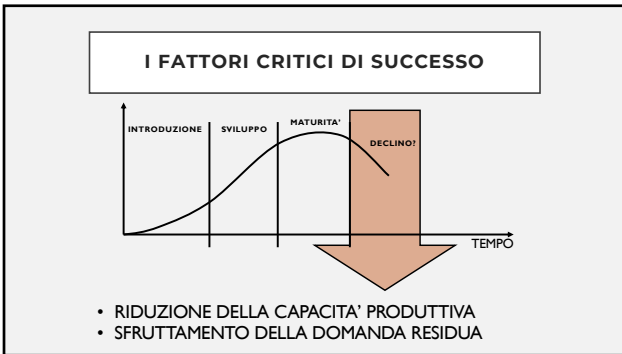 I FATTORI CRITICI DI SUCCESSO
INTRODUZIONE
SVILUPPO
MATURITA'
DECLINO?
TEMPO
• RIDUZIONE DELLA CAPACITA' PRODUTTIVA
• SFRUTTAMENTO DELLA DOMANDA RESIDUA